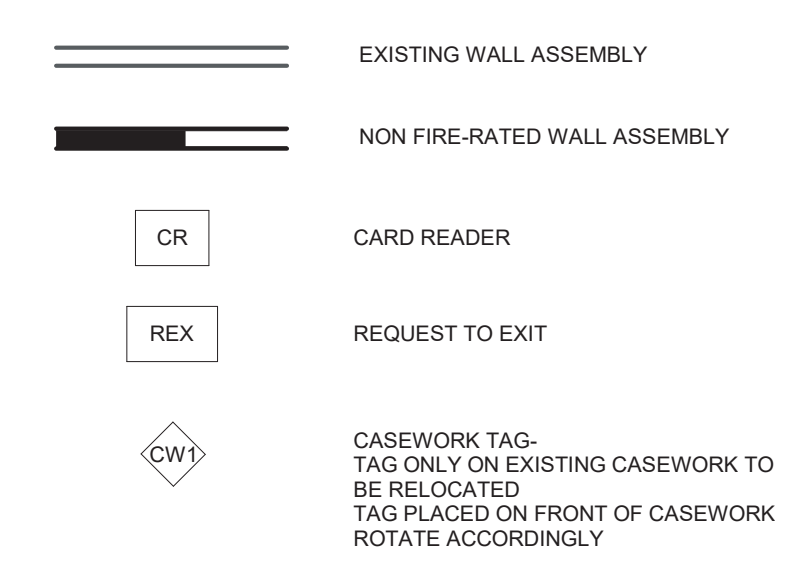 EXISTING WALL ASSEMBLY
NON FIRE-RATED WALL ASSEMBLY
CR CARD READER
REX REQUEST TO EXIT
CW1 CASEWORK TAG-
TAG ONLY ON EXISTING CASEWORK TO
BE RELOCATED
TAG PLACED ON FRONT OF CASEWORK
ROTATE ACCORDINGLY